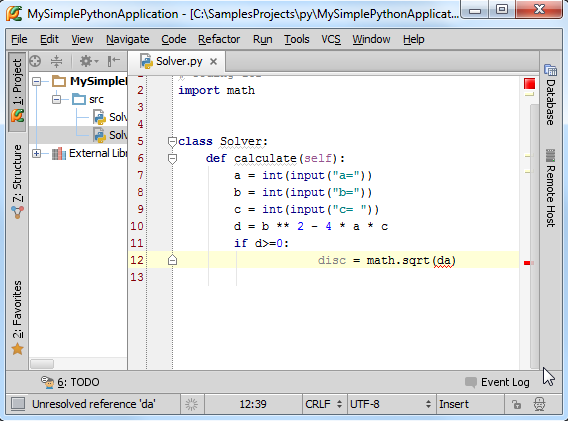 MySimplePythonApplication - [C:\SamplesProjects\py\MySimplePythonApplicat...
File Edit View Navigate Code Refactor Run Tools VCS Window Help
1: Project
7: Structure
2: Favorites
MySimplePy
src
Solv
Solv
External Libr
Solver.py
1
2 import math
3
4
5 class Solver:
6 def calculate(self):
7 a = int(input("a="))
8 b = int(input("b="))
9 c = int(input("c= "))
10 d = b ** 2 - 4 * a * c
11 if d>=0:
12 disc = math.sqrt(da)
13
Database
Remote Host
6: TODO
Event Log
Unresolved reference 'da'
12:39
CRLF
UTF-8
Insert